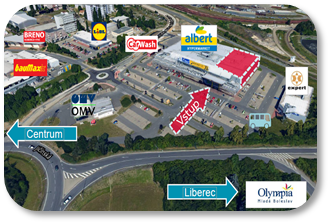 BRENO
LIDL
CarWash
albert
HYPERMARKET
bauMax
expert
OMV
OMV
Vstup
Centrum
Liberec
Olympia
Mladá Boleslav